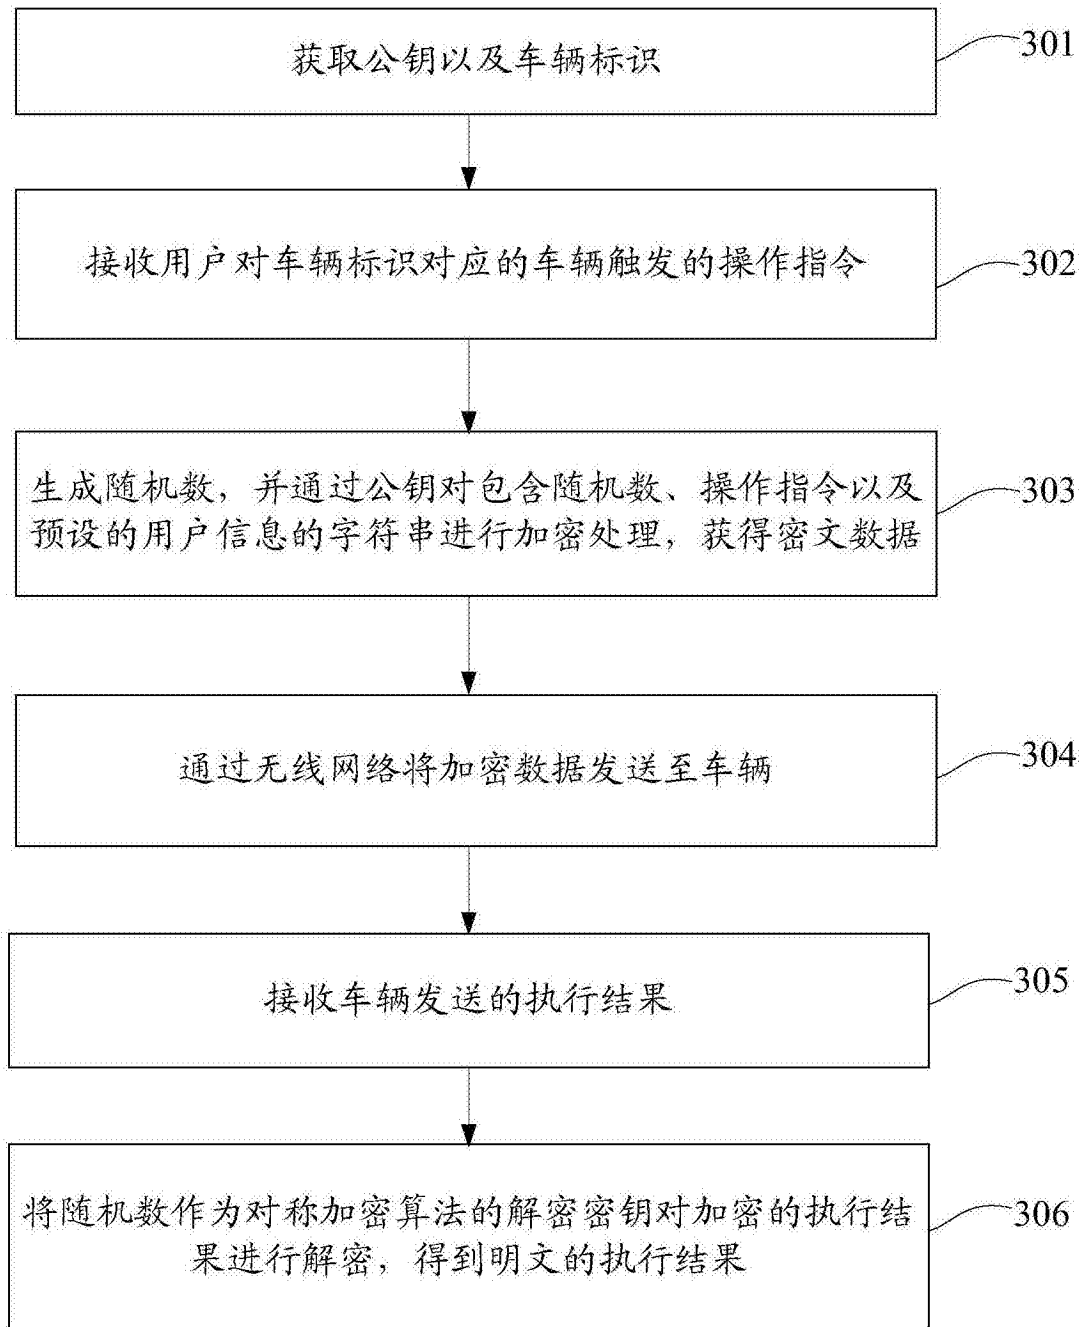 获取公钥以及车辆标识
301
接收用户对车辆标识对应的车辆触发的操作指令
302
生成随机数，并通过公钥对包含随机数、操作指令以及
预设的用户信息的字符串进行加密处理，获得密文数据
303
通过无线网络将加密数据发送至车辆
304
接收车辆发送的执行结果
305
将随机数作为对称加密算法的解密密钥对加密的执行结
果进行解密，得到明文的执行结果
306